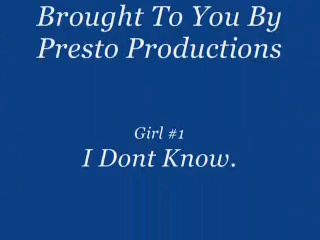 Brought To You By
Presto Productions
Girl #1
I Dont Know.